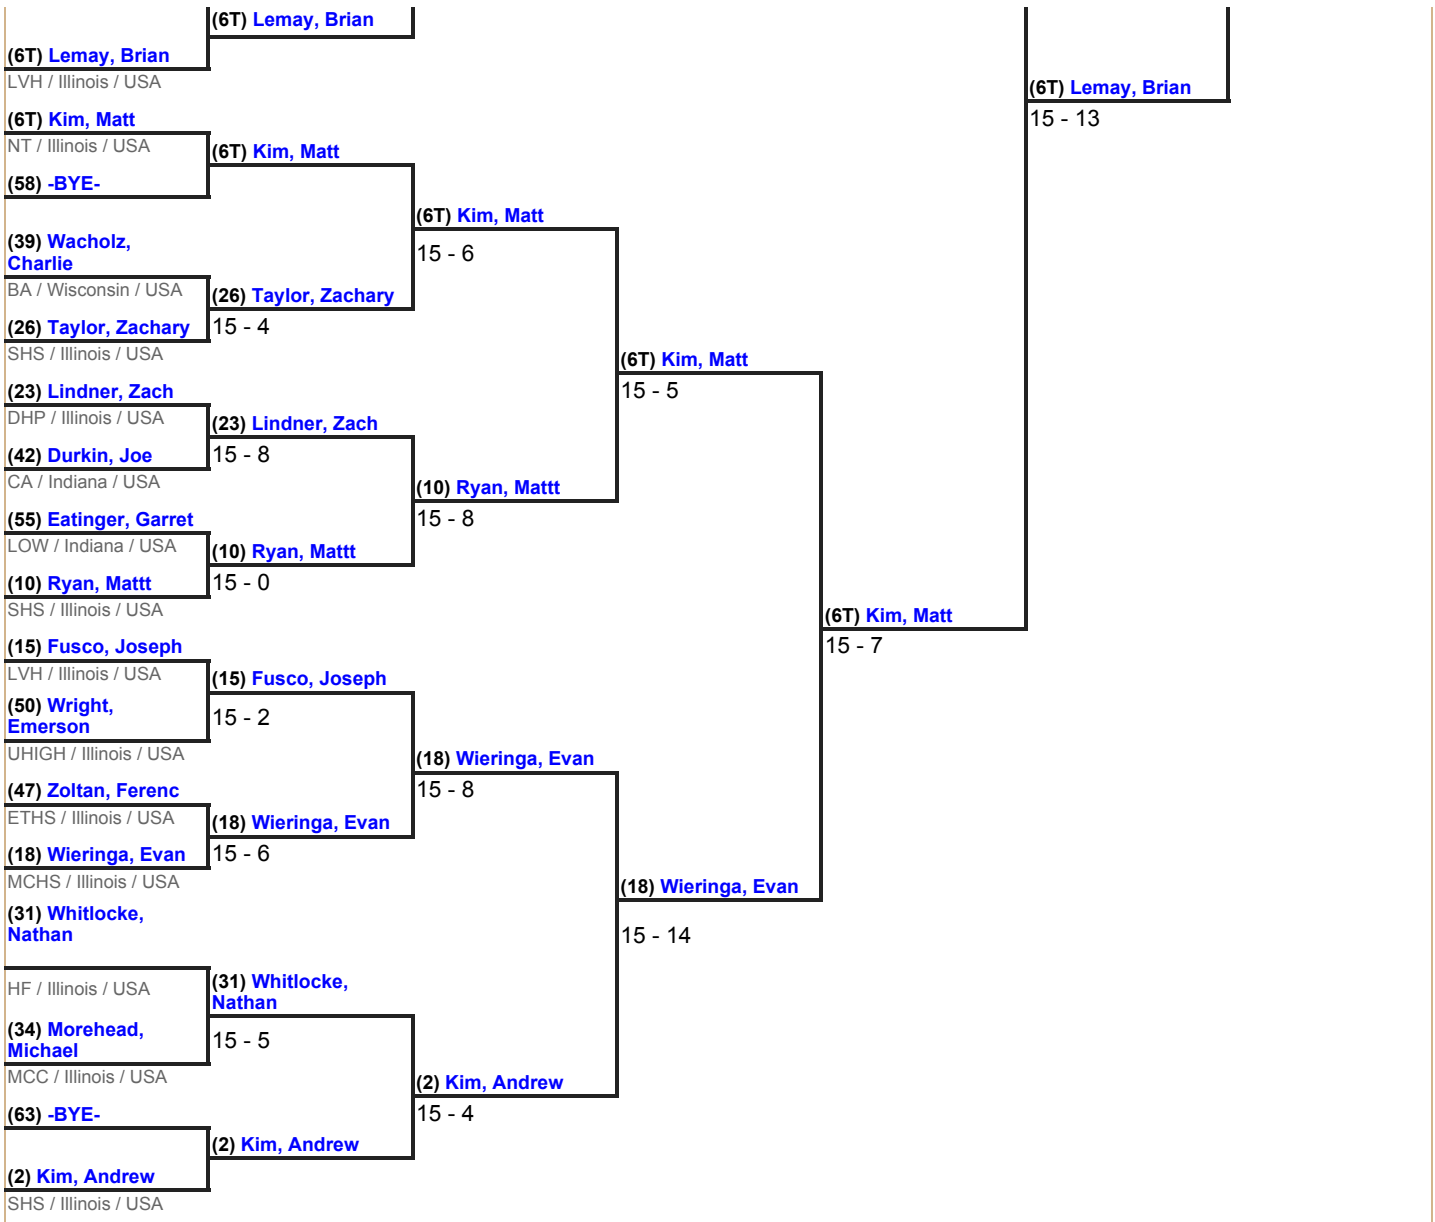 (6T) Lemay, Brian
(6T) Lemay, Brian
LVH / Illinois / USA
(6T) Lemay, Brian
15 - 13
(6T) Kim, Matt
NT / Illinois / USA
(6T) Kim, Matt
(58) -BYE-
(6T) Kim, Matt
15 - 6
(39) Wacholz,
Charlie
BA / Wisconsin / USA
(26) Taylor, Zachary
15 - 4
(26) Taylor, Zachary
SHS / Illinois / USA
(6T) Kim, Matt
15 - 5
(23) Lindner, Zach
DHP / Illinois / USA
(23) Lindner, Zach
15 - 8
(42) Durkin, Joe
CA / Indiana / USA
(10) Ryan, Mattt
15 - 8
(55) Eatinger, Garret
LOW / Indiana / USA
(10) Ryan, Mattt
15 - 0
(10) Ryan, Mattt
SHS / Illinois / USA
(6T) Kim, Matt
15 - 7
(15) Fusco, Joseph
LVH / Illinois / USA
(15) Fusco, Joseph
15 - 2
(50) Wright,
Emerson
UHIGH / Illinois / USA
(18) Wieringa, Evan
15 - 8
(47) Zoltan, Ferenc
ETHS / Illinois / USA
(18) Wieringa, Evan
15 - 6
(18) Wieringa, Evan
MCHS / Illinois / USA
(18) Wieringa, Evan
15 - 14
(31) Whitlocke,
Nathan
HF / Illinois / USA
(31) Whitlocke,
Nathan
15 - 5
(34) Morehead,
Michael
MCC / Illinois / USA
(2) Kim, Andrew
15 - 4
(63) -BYE-
(2) Kim, Andrew
(2) Kim, Andrew
SHS / Illinois / USA